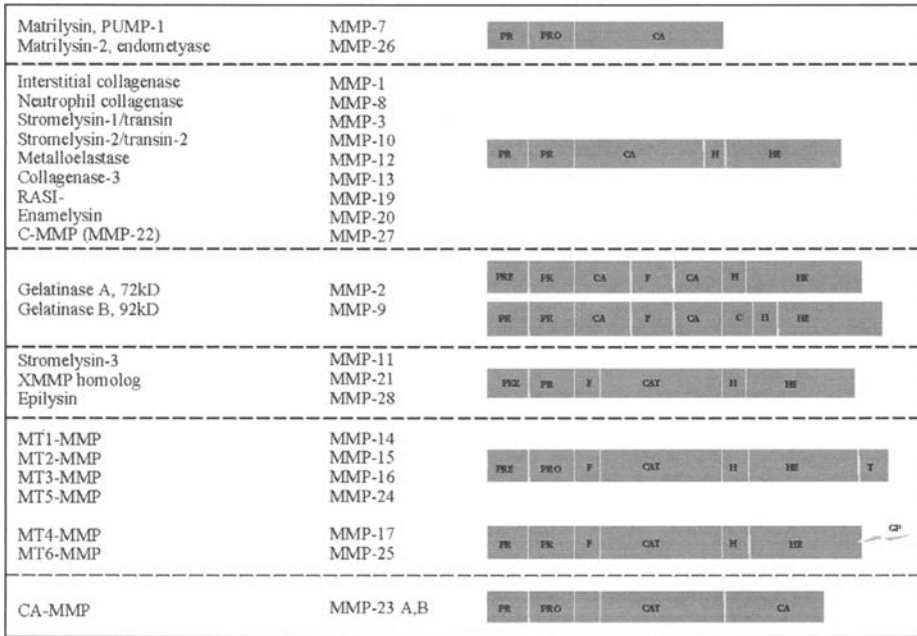 Matrilysin, PUMP-1 MMP-7
Matrilysin-2, endometyase MMP-26
PR PRO CA
Interstitial collagenase MMP-1
Neutrophil collagenase MMP-8
Stromelysin-1/transin MMP-3
Stromelysin-2/transin-2 MMP-10
Metalloelastase MMP-12
Collagenase-3 MMP-13
RASI- MMP-19
Enamelysin MMP-20
C-MMP (MMP-22) MMP-27
PR PR CA H HE
Gelatinase A, 72kD MMP-2
PRE PR CA F CA H HE
Gelatinase B, 92kD MMP-9
PR PR CA F CA C H HE
Stromelysin-3 MMP-11
XMMP homolog MMP-21
Epilysin MMP-28
PRE PR F CAT H HE
MT1-MMP MMP-14
MT2-MMP MMP-15
MT3-MMP MMP-16
MT5-MMP MMP-24
PRE PRO F CAT H HE T
MT4-MMP MMP-17
MT6-MMP MMP-25
PR PR F CAT H HE GP
CA-MMP MMP-23 A,B
PR PRO CAT CA